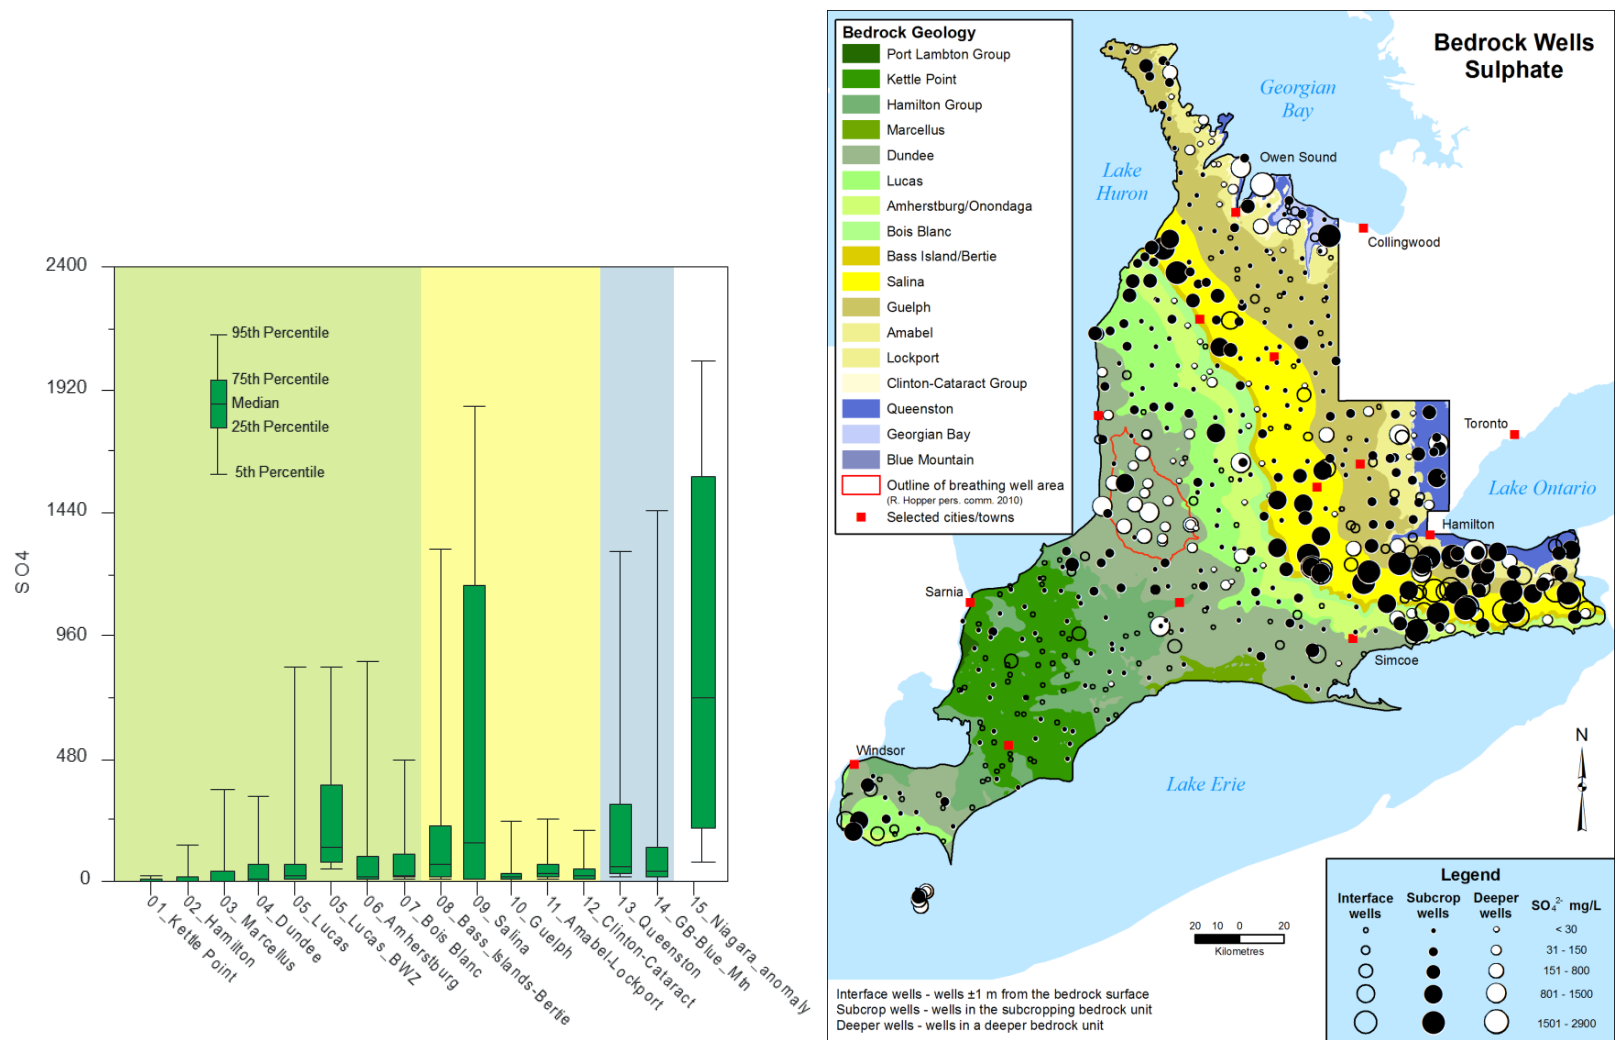 2400
1920
1440
960
480
0
SO4
95th Percentile
75th Percentile
Median
25th Percentile
5th Percentile
01_Kettle Point
02_Hamilton
03_Marcellus
04_Dundee
05_Lucas
05_Lucas_BWZ
06_Amherstburg
07_Bois Blanc
08_Bass_Islands-Bertie
09_Salina
10_Guelph
11_Amabel-Lockport
12_Clinton-Cataract
13_Queenston
14_GB-Blue_Mtn
15_Niagara_anomaly
Bedrock Geology
Port Lambton Group
Kettle Point
Hamilton Group
Marcellus
Dundee
Lucas
Amherstburg/Onondaga
Bois Blanc
Bass Island/Bertie
Salina
Guelph
Amabel
Lockport
Clinton-Cataract Group
Queenston
Georgian Bay
Blue Mountain
Outline of breathing well area
(R. Hopper pers. comm. 2010)
Selected cities/towns
Bedrock Wells
Sulphate
Georgian
Bay
Owen Sound
Lake
Huron
Collingwood
Toronto
Lake Ontario
Hamilton
Sarnia
Simcoe
Windsor
Lake Erie
N
20 10 0 20
Kilometres
Interface wells - wells ±1 m from the bedrock surface
Subcrop wells - wells in the subcropping bedrock unit
Deeper wells - wells in a deeper bedrock unit
Legend
Interface wells
Subcrop wells
Deeper wells
SO₄²⁻ mg/L
< 30
31 - 150
151 - 800
801 - 1500
1501 - 2900